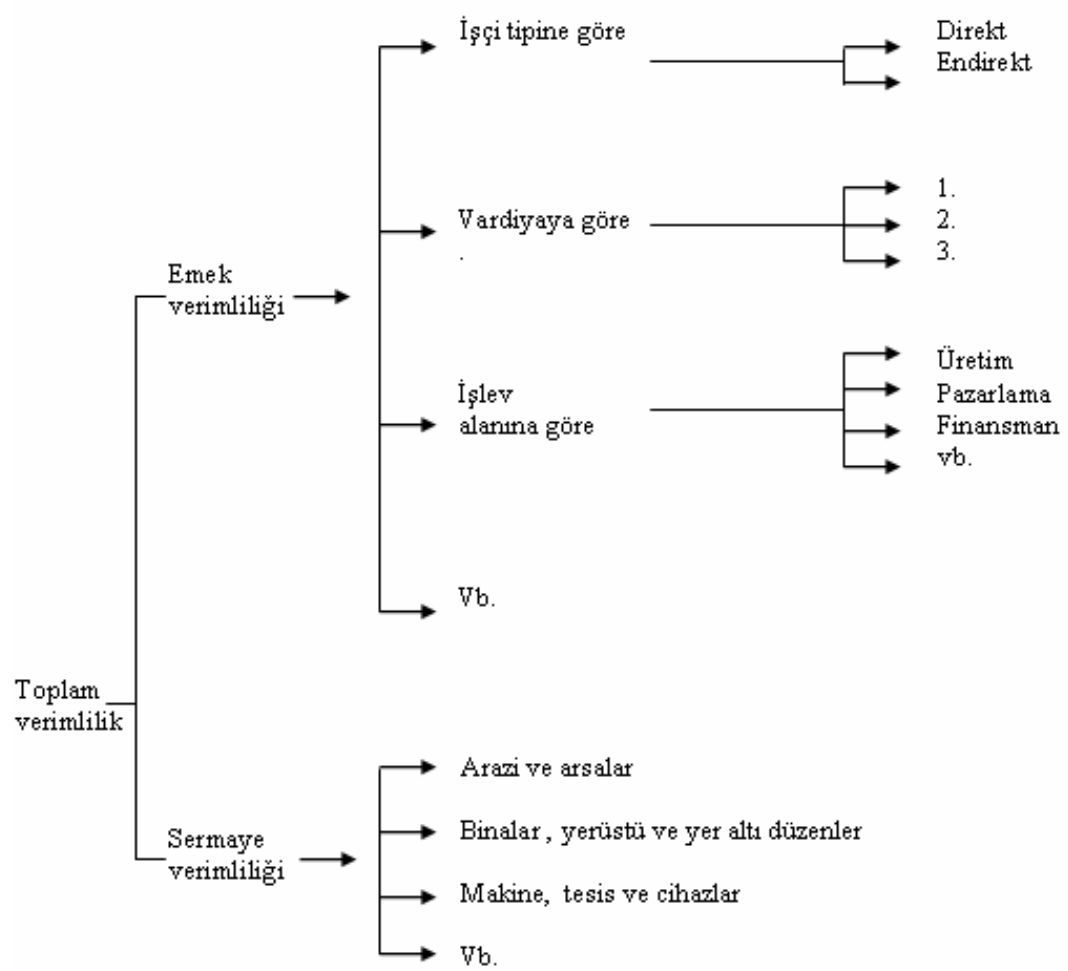 İşçi tipine göre
Direkt
Endirekt
Vardiyaya göre
.
1.
2.
3.
Emek
verimliliği
İşlev
alanına göre
Üretim
Pazarlama
Finansman
vb.
Vb.
Toplam
verimlilik
Sermaye
verimliliği
Arazi ve arsalar
Binalar , yerüstü ve yer altı düzenler
Makine, tesis ve cihazlar
Vb.